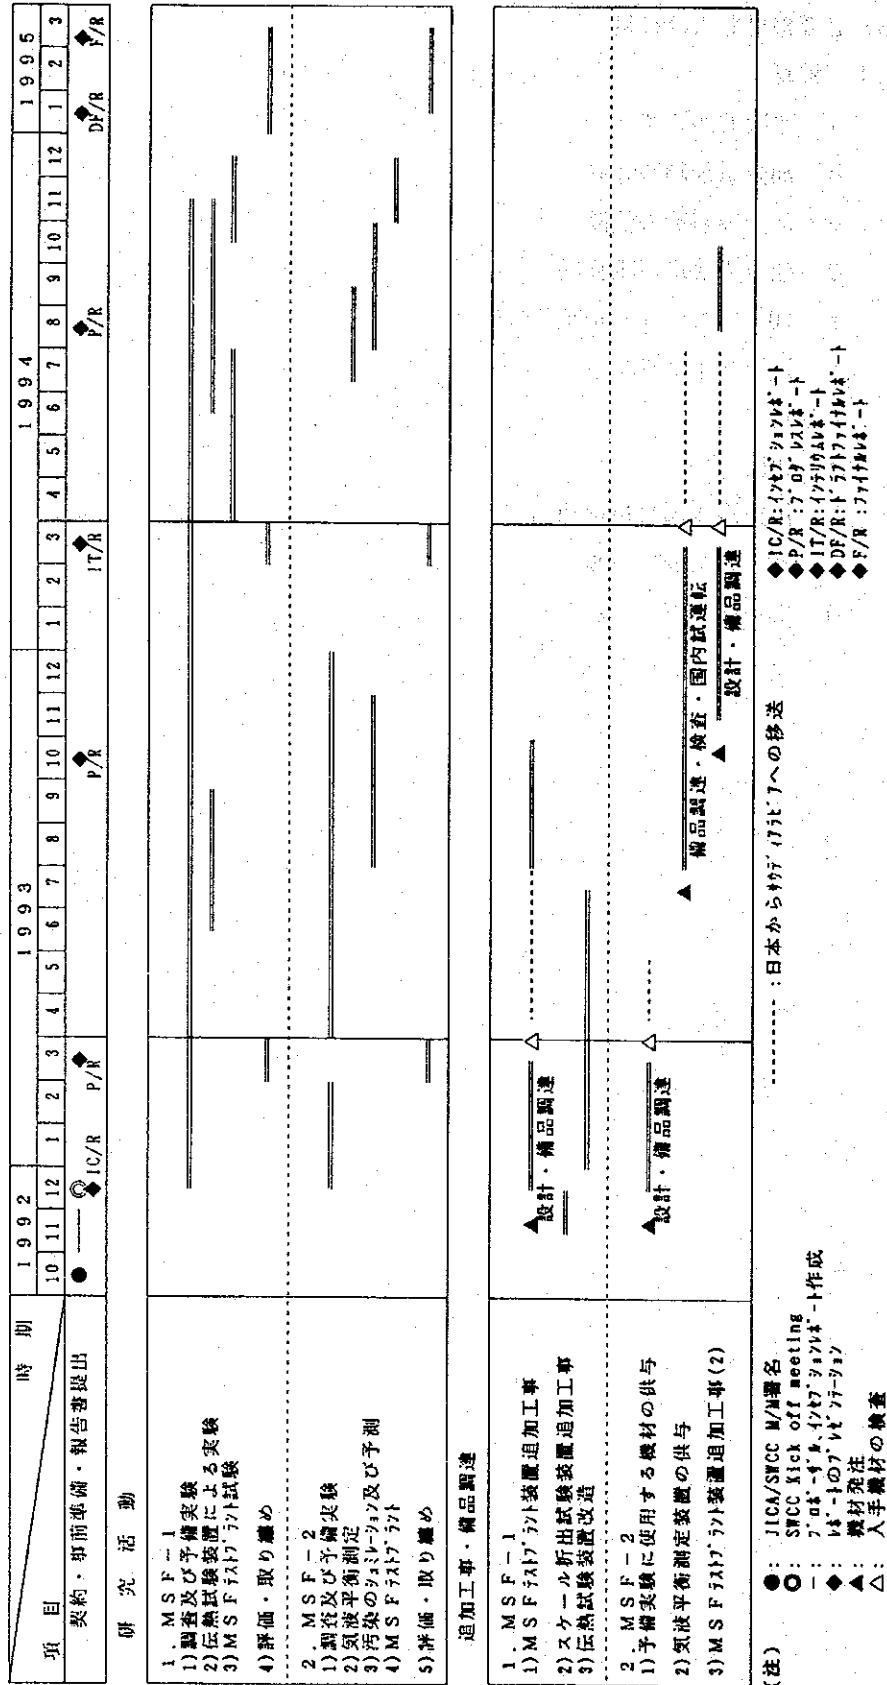 項目 時期
1992 1993 1994 1995
10 11 12 1 2 3 4 5 6 7 8 9 10 11 12 1 2 3 4 5 6 7 8 9 10 11 12 1 2 3
契約・事前準備・報告書提出
IC/R P/R P/R IT/R P/R DF/R F/R
研究活動
1. MSF-1
1)調査及び予備実験
2)伝熱試験装置による実験
3)MSFテストプラント試験
4)評価・取り纏め
2. MSF-2
1)調査及び予備実験
2)気液平衡測定
3)汚染のシュミレーション及び予測
4)MSFテストプラント
5)評価・取り纏め
追加工事・備品調達
1. MSF-1
1)MSFテストプラント装置追加工事
設計・備品調達
2)スケール析出試験装置追加工事
3)伝熱試験装置改造
2. MSF-2
1)予備実験に使用する機材の供与
設計・備品調達
2)気液平衡測定装置の供与
備品調達・検査・国内試運転
3)MSFテストプラント装置追加工事(2)
設計・備品調達
(注)
●: JICA/SWCC M/M署名
○: SWCC Kick off meeting
-: プロポーザル、インセプションレポート作成
◆: レポートのプレゼンテーション
▲: 機材発注
△: 入手機材の検査
-------:日本からサウディアラビアへの移送
◆IC/R:インセプションレポート
◆P/R :プログレスレポート
◆IT/R:インテリウムレポート
◆DF/R:ドラフトファイナルレポート
◆F/R :ファイナルレポート